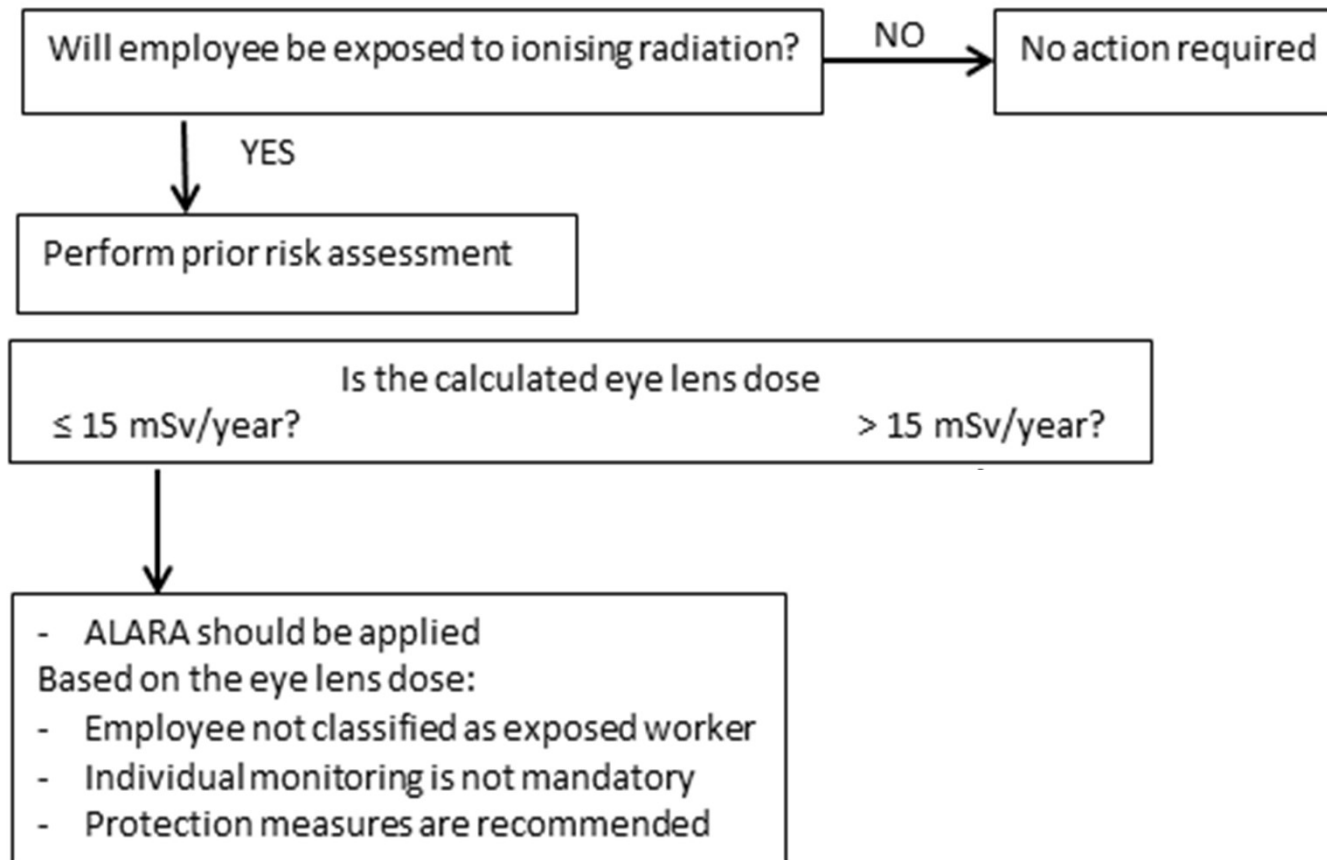 Will employee be exposed to ionising radiation?
NO
No action required
YES
Perform prior risk assessment
Is the calculated eye lens dose
≤ 15 mSv/year?
> 15 mSv/year?
- ALARA should be applied
Based on the eye lens dose:
- Employee not classified as exposed worker
- Individual monitoring is not mandatory
- Protection measures are recommended